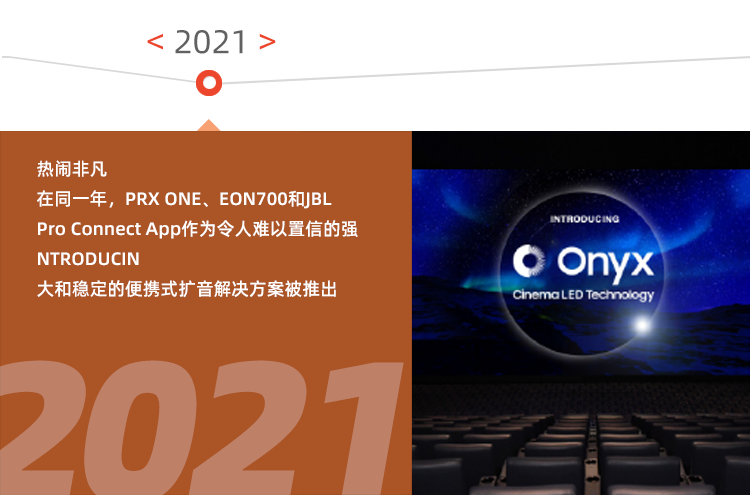 < 2021 >
热闹非凡
在同一年，PRX ONE、EON700和JBL
Pro Connect App作为令人难以置信的强
NTRODUCIN
大和稳定的便携式扩音解决方案被推出
2021
INTRODUCING
Onyx
Cinema LED Technology